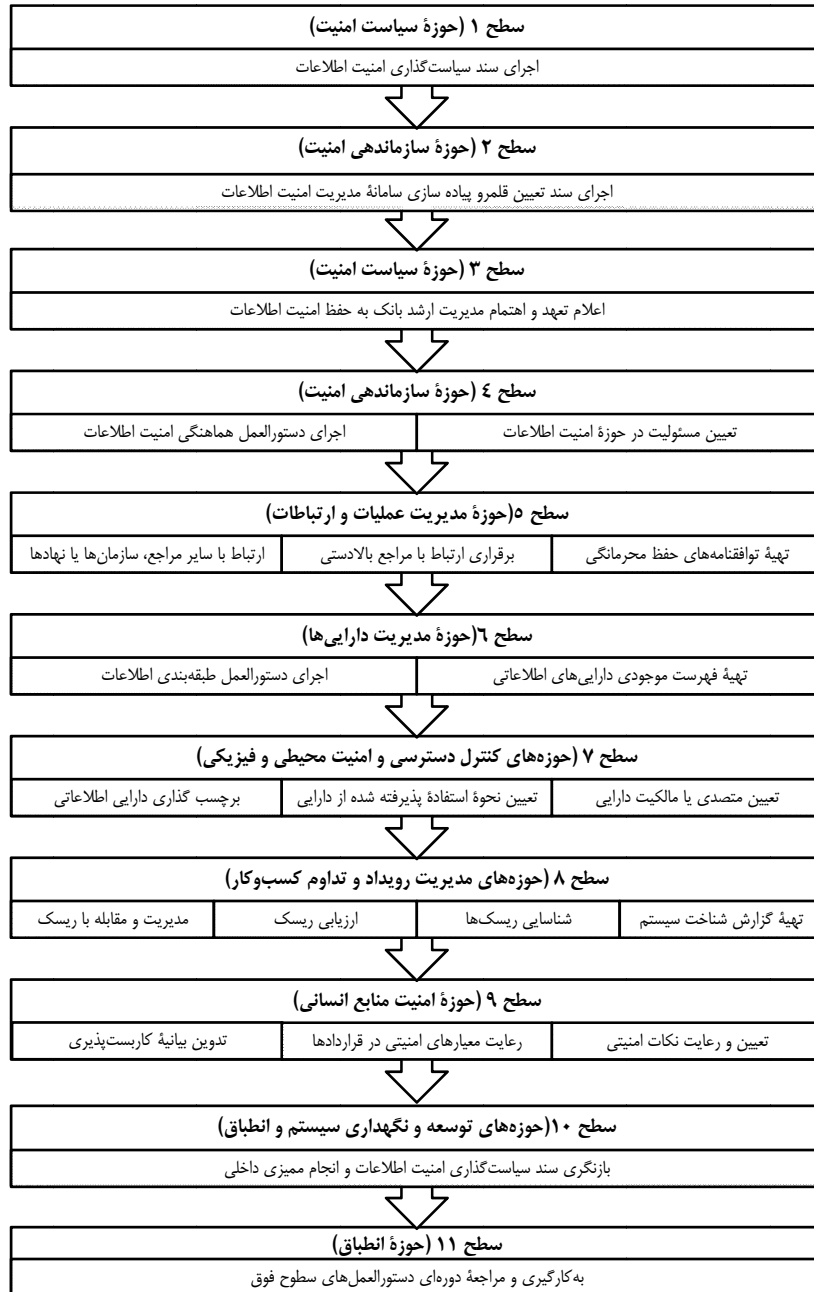 سطح ۱ (حوزهٔ سیاست امنیت)
اجرای سند سیاست‌گذاری امنیت اطلاعات
سطح ۲ (حوزهٔ سازماندهی امنیت)
اجرای سند تعیین قلمرو پیاده سازی سامانهٔ مدیریت امنیت اطلاعات
سطح ۳ (حوزهٔ سیاست امنیت)
اعلام تعهد و اهتمام مدیریت ارشد بانک به حفظ امنیت اطلاعات
سطح ٤ (حوزهٔ سازماندهی امنیت)
تعیین مسئولیت در حوزهٔ امنیت اطلاعات
اجرای دستورالعمل هماهنگی امنیت اطلاعات
سطح ٥(حوزهٔ مدیریت عملیات و ارتباطات)
تهیهٔ توافقنامه‌های حفظ محرمانگی
برقراری ارتباط با مراجع بالادستی
ارتباط با سایر مراجع، سازمان‌ها یا نهادها
سطح ٦(حوزهٔ مدیریت دارایی‌ها)
تهیهٔ فهرست موجودی دارایی‌های اطلاعاتی
اجرای دستورالعمل طبقه‌بندی اطلاعات
سطح ۷ (حوزه‌های کنترل دسترسی و امنیت محیطی و فیزیکی)
تعیین متصدی یا مالکیت دارایی
تعیین نحوهٔ استفادهٔ پذیرفته شده از دارایی
برچسب گذاری دارایی اطلاعاتی
سطح ۸ (حوزه‌های مدیریت رویداد و تداوم کسب‌وکار)
تهیهٔ گزارش شناخت سیستم
شناسایی ریسک‌ها
ارزیابی ریسک
مدیریت و مقابله با ریسک
سطح ۹ (حوزهٔ امنیت منابع انسانی)
تعیین و رعایت نکات امنیتی
رعایت معیارهای امنیتی در قراردادها
تدوین بیانیهٔ کاربست‌پذیری
سطح ۱۰(حوزه‌های توسعه و نگهداری سیستم و انطباق)
بازنگری سند سیاست‌گذاری امنیت اطلاعات و انجام ممیزی داخلی
سطح ۱۱ (حوزهٔ انطباق)
به‌کارگیری و مراجعهٔ دوره‌ای دستورالعمل‌های سطوح فوق